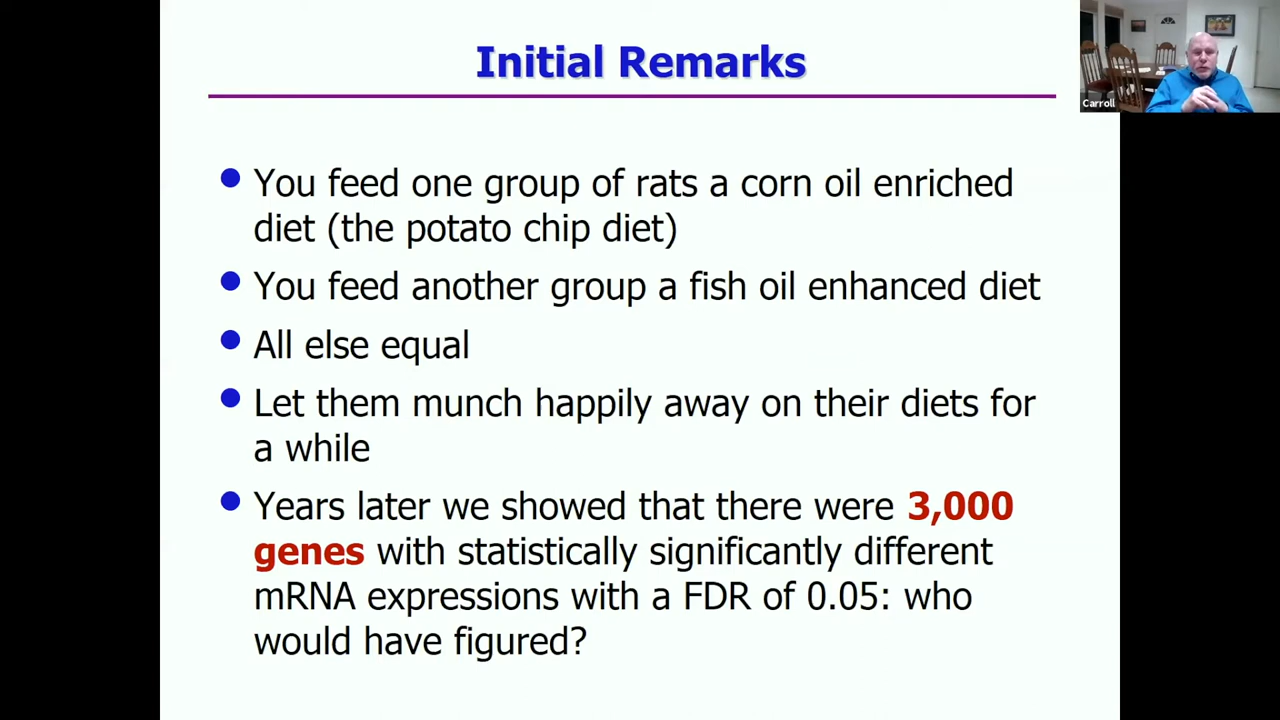 Initial Remarks
Carroll
• You feed one group of rats a corn oil enriched
diet (the potato chip diet)
• You feed another group a fish oil enhanced diet
• All else equal
• Let them munch happily away on their diets for
a while
• Years later we showed that there were 3,000
genes with statistically significantly different
mRNA expressions with a FDR of 0.05: who
would have figured?